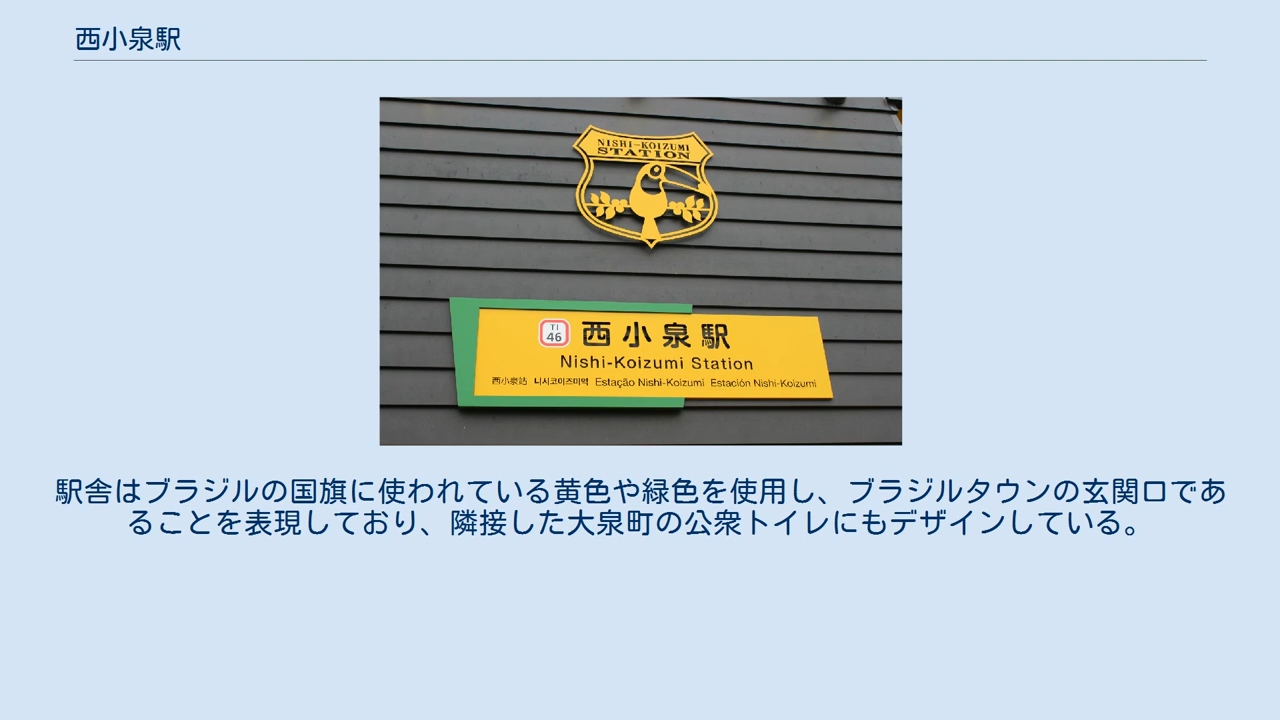 西小泉駅
NISHI-KOIZUMI
STATION
TI
46
西小泉駅
Nishi-Koizumi Station
西小泉站 니시코이즈미역 Estação Nishi-Koizumi Estación Nishi-Koizumi
駅舎はブラジルの国旗に使われている黄色や緑色を使用し、ブラジルタウンの玄関口であ
ることを表現しており、隣接した大泉町の公衆トイレにもデザインしている。